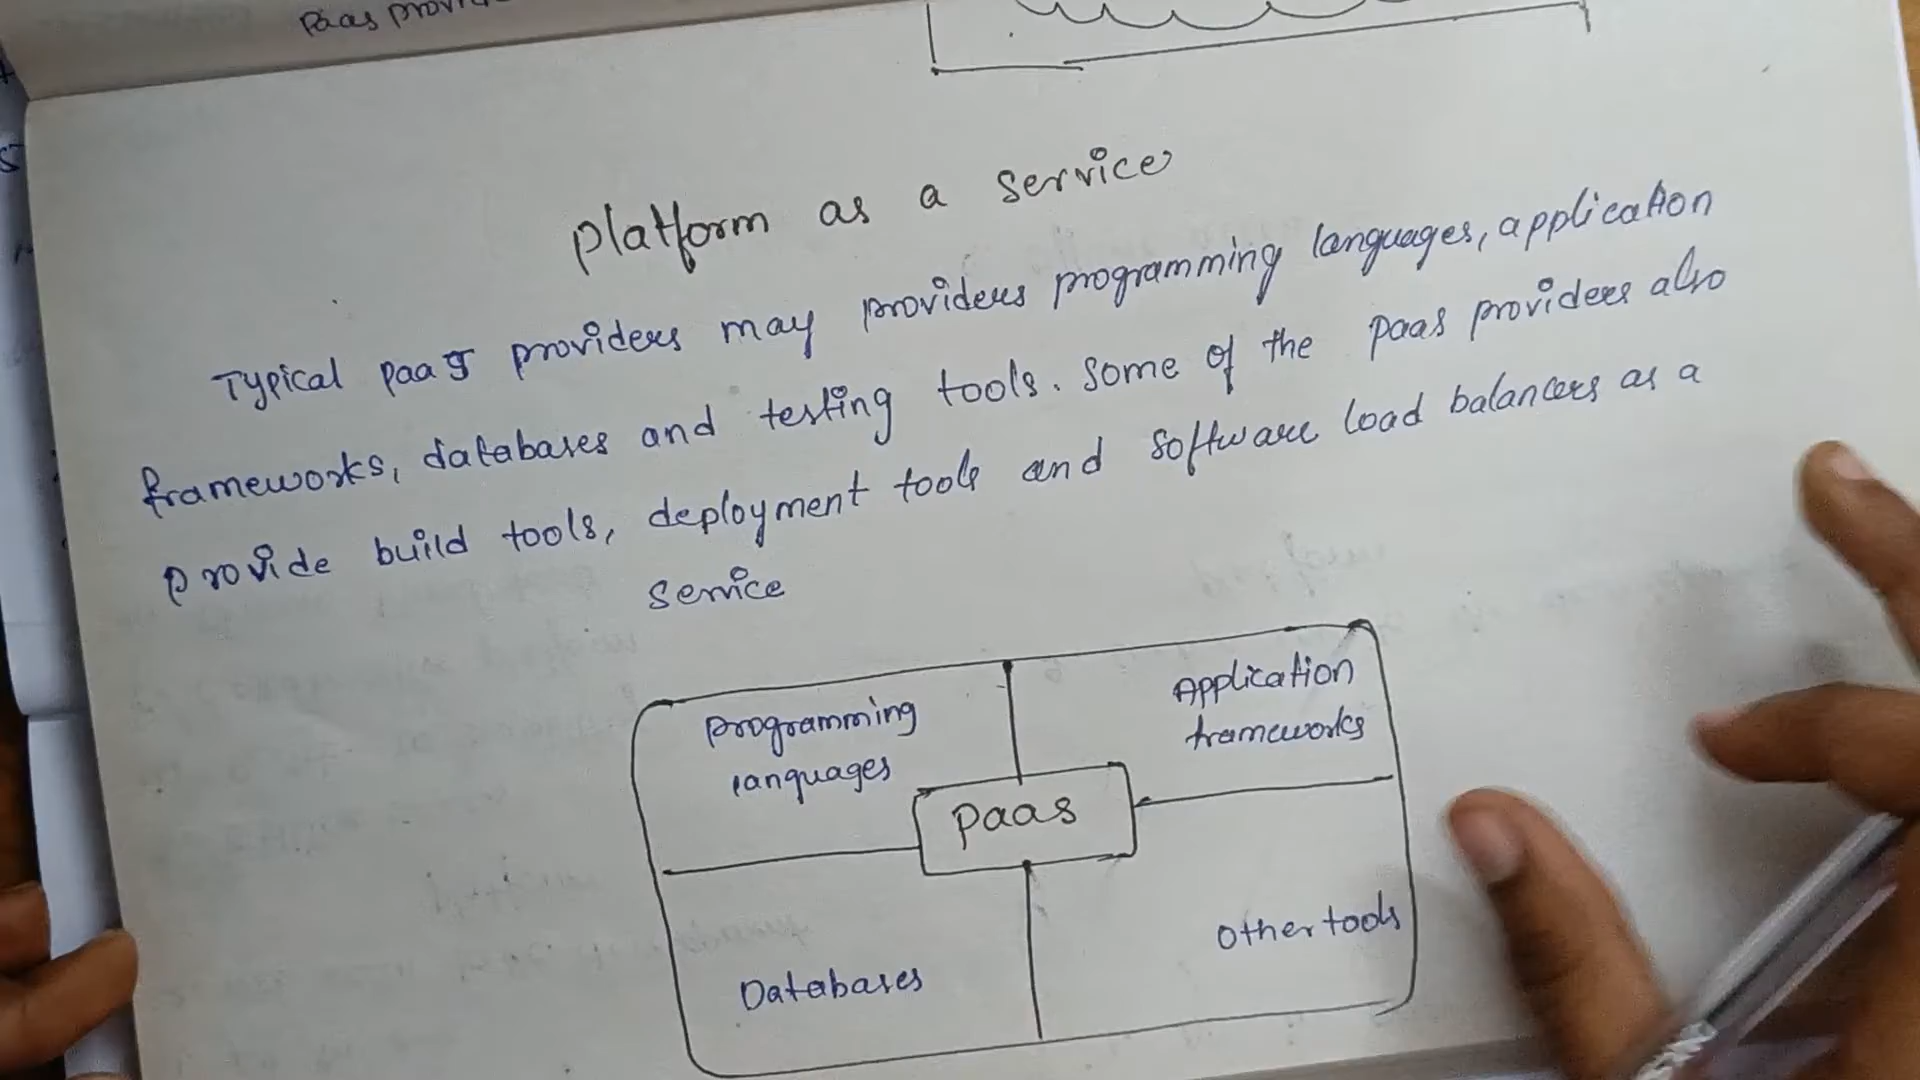 Paas
platform as a service
Typical paas providers may providers programming languages, application
frameworks, databases and testing tools. Some of the paas providers also
provide build tools, deployment tools and software load balancers as a
service
programming
languages
Application
frameworks
paas
Databases
Other tools